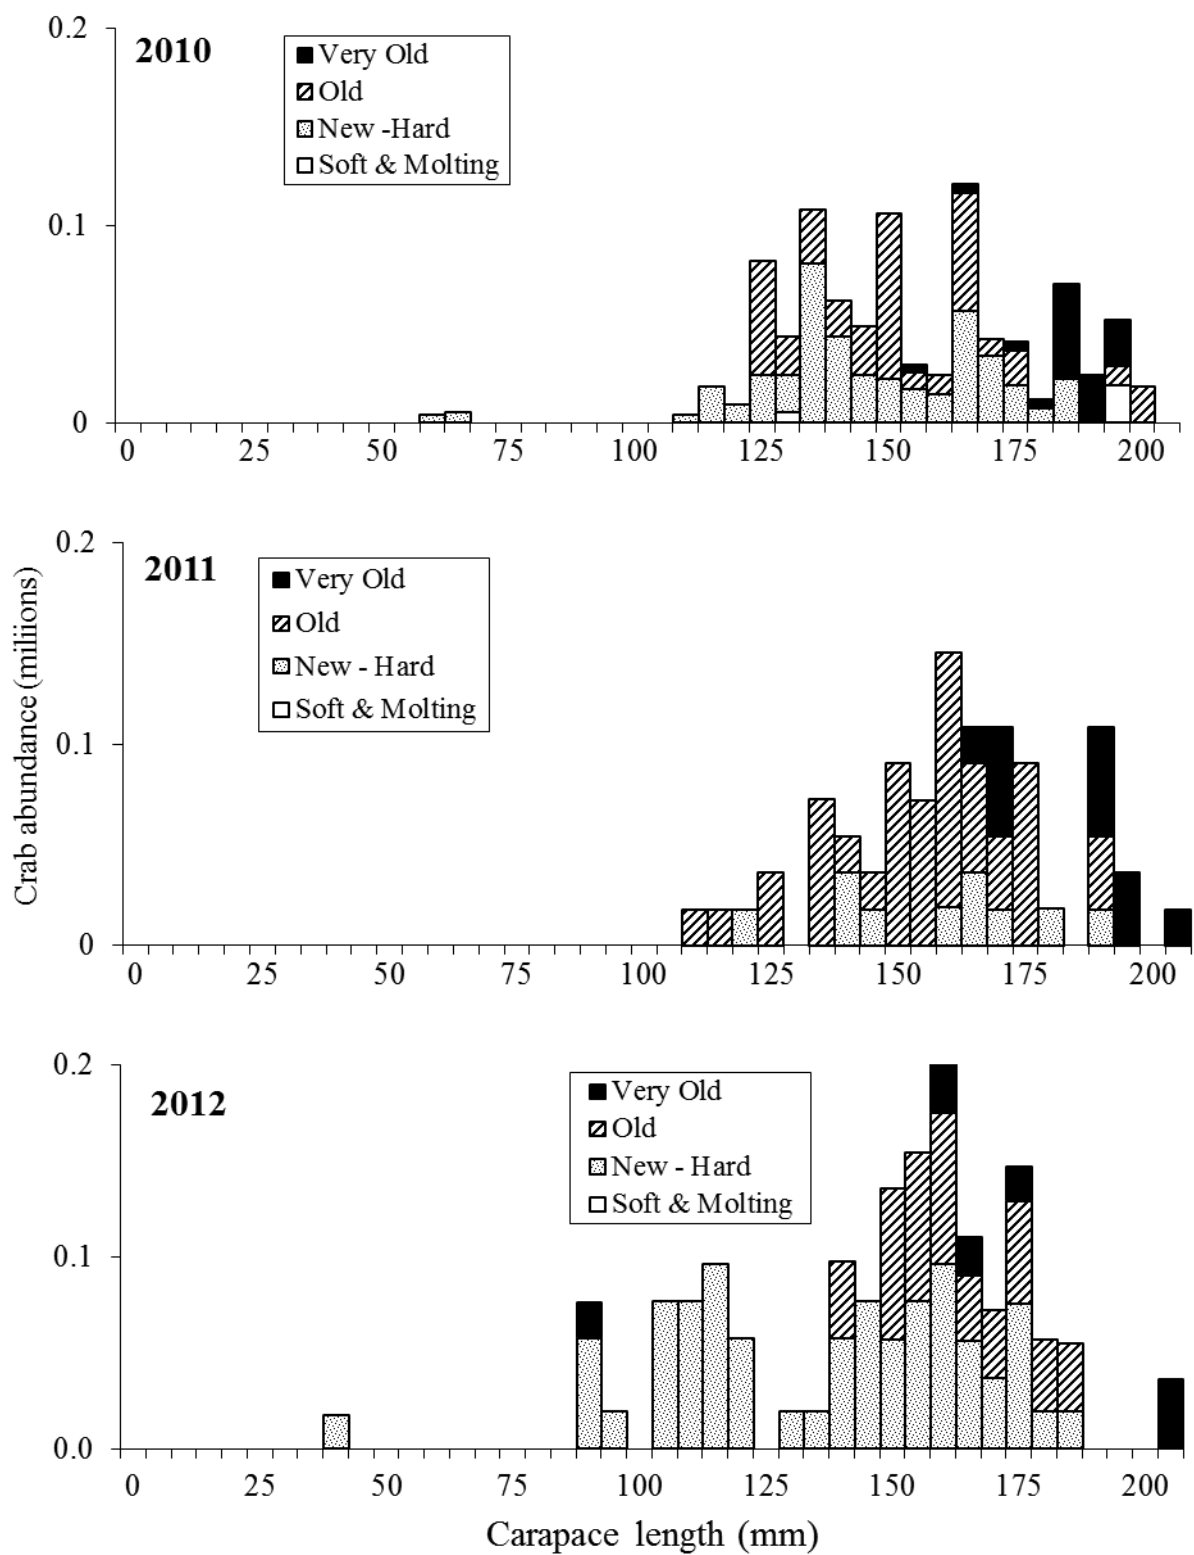 0.2
2010
Very Old
Old
New -Hard
Soft & Molting
0.1
0
0 25 50 75 100 125 150 175 200
0.2
2011
Very Old
Old
New - Hard
Soft & Molting
0.1
0
0 25 50 75 100 125 150 175 200
Crab abundance (miliions)
0.2
2012
Very Old
Old
New - Hard
Soft & Molting
0.1
0.0
0 25 50 75 100 125 150 175 200
Carapace length (mm)